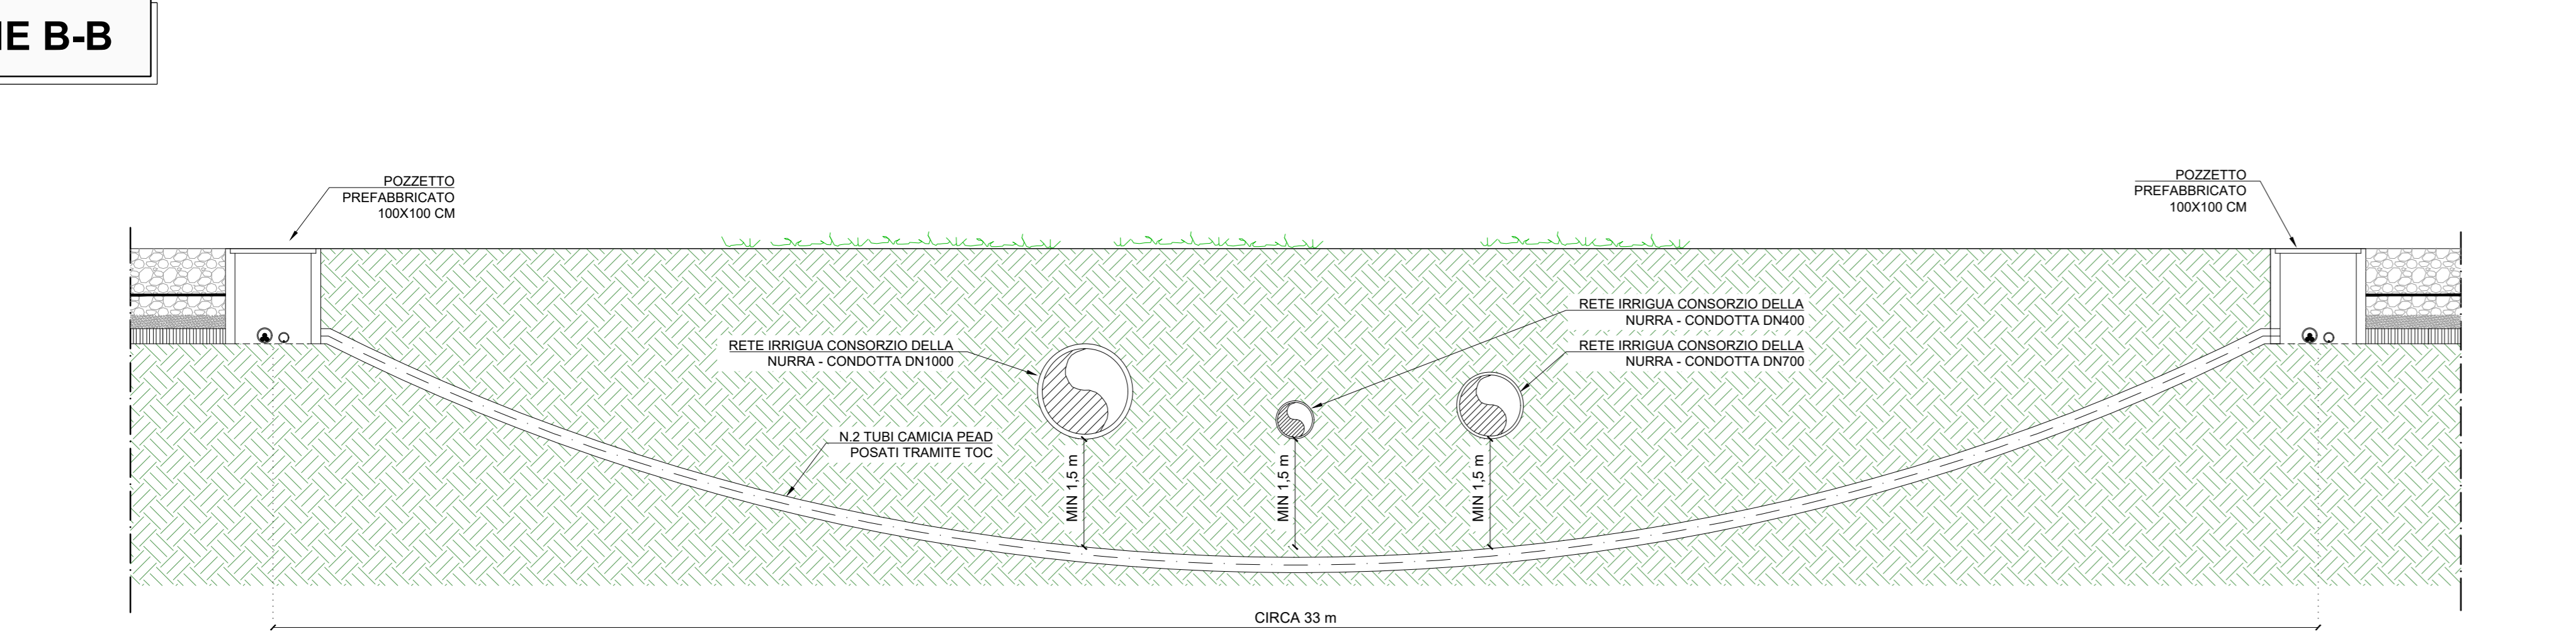 IE B-B
POZZETTO
PREFABBRICATO
100X100 CM
POZZETTO
PREFABBRICATO
100X100 CM
RETE IRRIGUA CONSORZIO DELLA
NURRA - CONDOTTA DN400
RETE IRRIGUA CONSORZIO DELLA
NURRA - CONDOTTA DN1000
RETE IRRIGUA CONSORZIO DELLA
NURRA - CONDOTTA DN700
N.2 TUBI CAMICIA PEAD
POSATI TRAMITE TOC
MIN 1,5 m
MIN 1,5 m
MIN 1,5 m
CIRCA 33 m